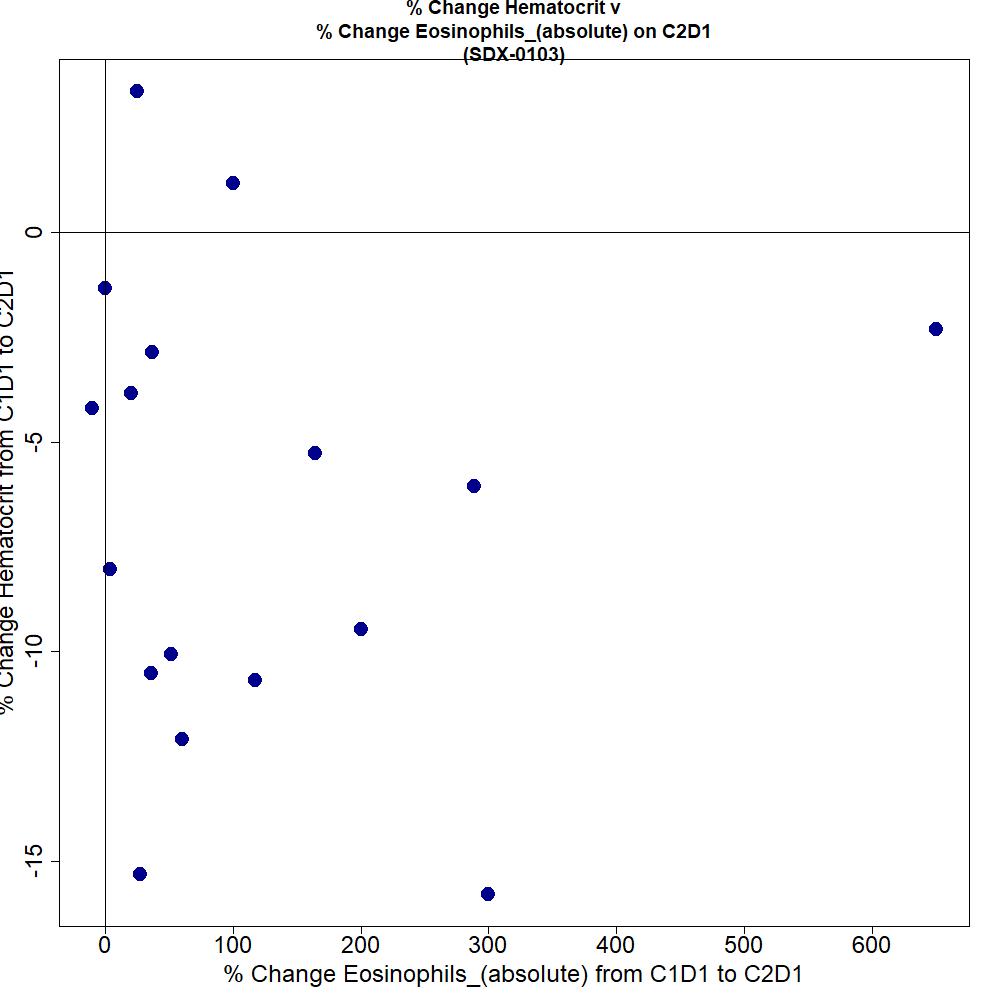 % Change Hematocrit v
% Change Eosinophils_(absolute) on C2D1
(SDX-0103)
% Change Hematocrit from C1D1 to C2D1
0
-5
-10
-15
0 100 200 300 400 500 600
% Change Eosinophils_(absolute) from C1D1 to C2D1